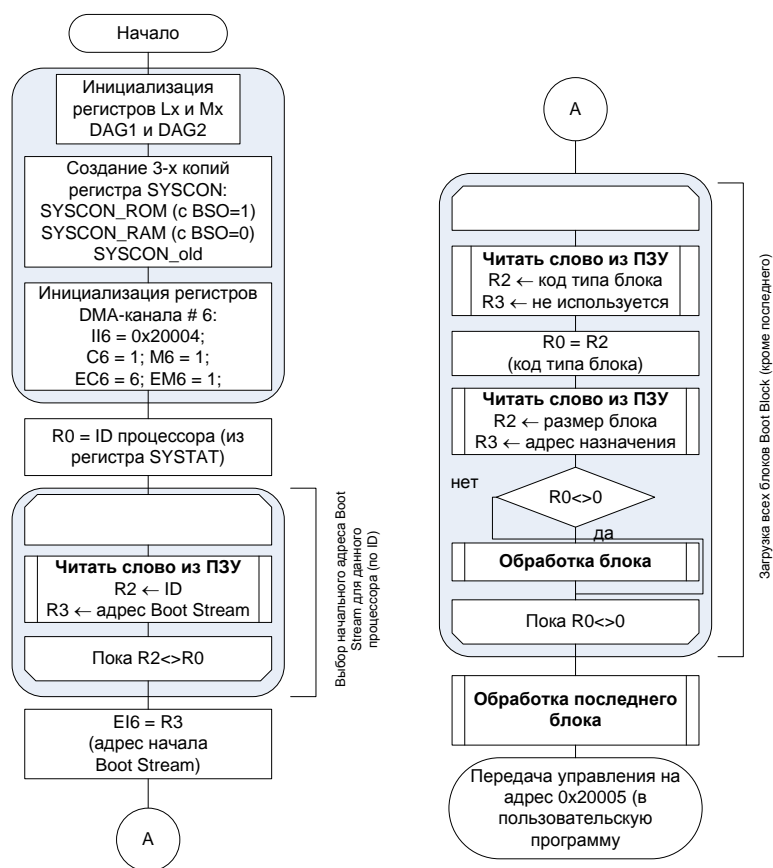 Начало
Инициализация
регистров Lx и Mx
DAG1 и DAG2
Создание 3-х копий
регистра SYSCON:
SYSCON_ROM (с BSO=1)
SYSCON_RAM (с BSO=0)
SYSCON_old
Инициализация регистров
DMA-канала # 6:
II6 = 0x20004;
C6 = 1; M6 = 1;
EC6 = 6; EM6 = 1;
R0 = ID процессора (из
регистра SYSTAT)
Читать слово из ПЗУ
R2 ← ID
R3 ← адрес Boot Stream
Пока R2<>R0
Выбор начального адреса Boot
Stream для данного
процессора (по ID)
EI6 = R3
(адрес начала
Boot Stream)
А
А
Читать слово из ПЗУ
R2 ← код типа блока
R3 ← не используется
R0 = R2
(код типа блока)
Читать слово из ПЗУ
R2 ← размер блока
R3 ← адрес назначения
нет
R0<>0
да
Обработка блока
Пока R0<>0
Загрузка всех блоков Boot Block (кроме последнего)
Обработка последнего
блока
Передача управления на
адрес 0x20005 (в
пользовательскую
программу